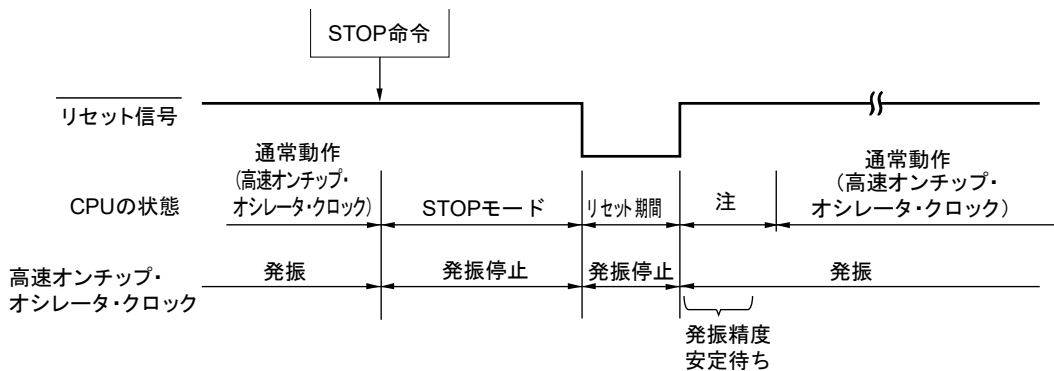 STOP命令
リセット信号
通常動作
(高速オンチップ・
オシレータ・クロック)
通常動作
(高速オンチップ・
オシレータ・クロック)
CPUの状態
STOPモード
リセット期間
注
高速オンチップ・
オシレータ・クロック
発振
発振停止
発振停止
発振
発振精度
安定待ち